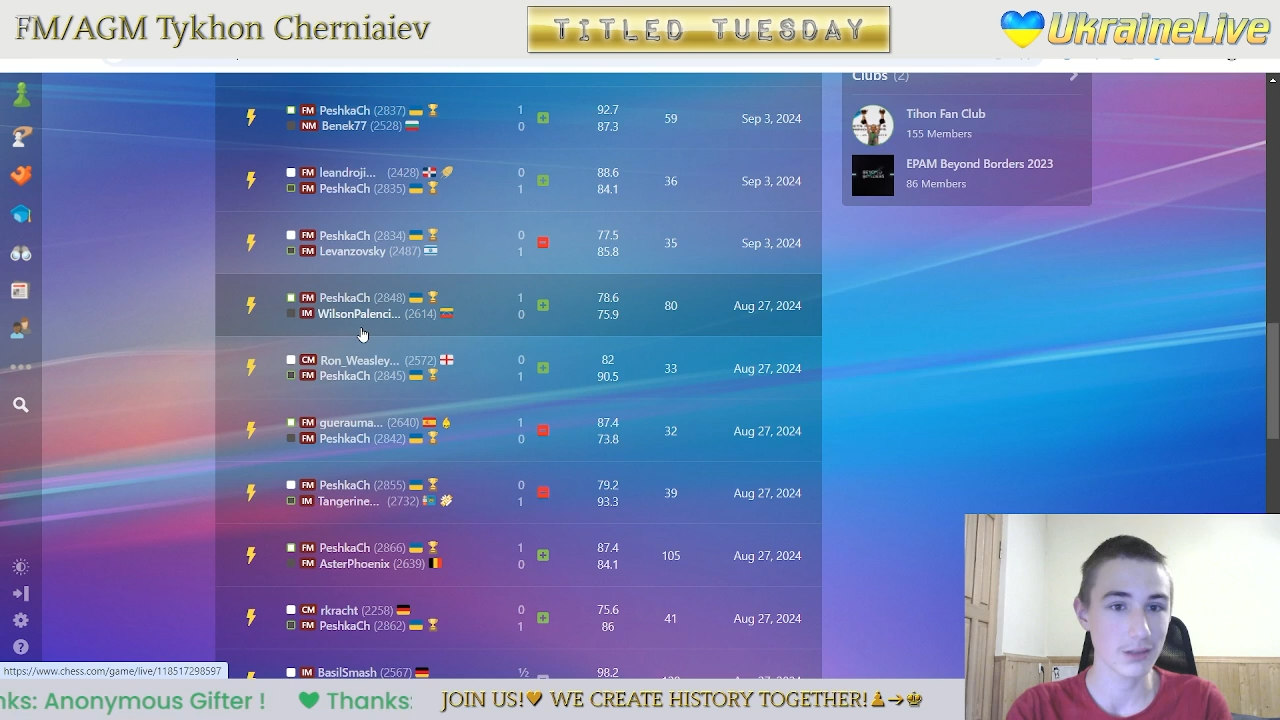 FM/AGM Tykhon Cherniaiev
TITLED TUESDAY
UkraineLive
Clubs (2)
Tihon Fan Club
155 Members
EPAM Beyond Borders 2023
86 Members
FM PeshkaCh (2837) 1 92.7
NM Benek77 (2528) 0 87.3
59 Sep 3, 2024
FM leandroji... (2428) 0 88.6
FM PeshkaCh (2835) 1 84.1
36 Sep 3, 2024
FM PeshkaCh (2834) 0 77.5
FM Levanzovsky (2487) 1 85.8
35 Sep 3, 2024
FM PeshkaCh (2848) 1 78.6
IM WilsonPalenci... (2614) 0 75.9
80 Aug 27, 2024
CM Ron_Weasley... (2572) 0 82
FM PeshkaCh (2845) 1 90.5
33 Aug 27, 2024
FM guerauma... (2640) 1 87.4
FM PeshkaCh (2842) 0 73.8
32 Aug 27, 2024
FM PeshkaCh (2855) 0 79.2
IM Tangerine... (2732) 1 93.3
39 Aug 27, 2024
FM PeshkaCh (2866) 1 87.4
FM AsterPhoenix (2639) 0 84.1
105 Aug 27, 2024
CM rkracht (2258) 0 75.6
FM PeshkaCh (2862) 1 86
41 Aug 27, 2024
IM BasilSmash (2567) ½ 98.2
https://www.chess.com/game/live/118517298597
nks: Anonymous Gifter ! Thanks:
JOIN US! WE CREATE HISTORY TOGETHER!